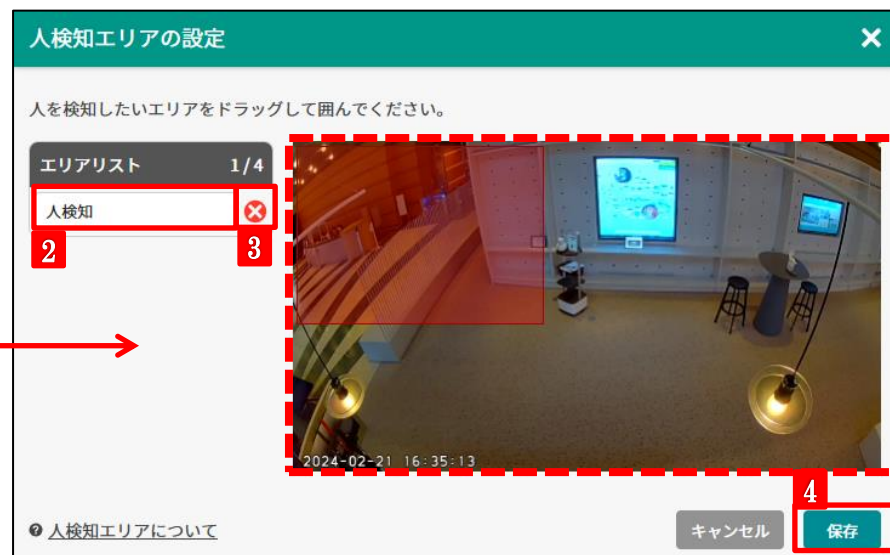 人検知エリアの設定
人を検知したいエリアをドラッグして囲んでください。
エリアリスト 1/4
人検知
2
3
2024-02-21 16:35:13
4
人検知エリアについて
キャンセル
保存